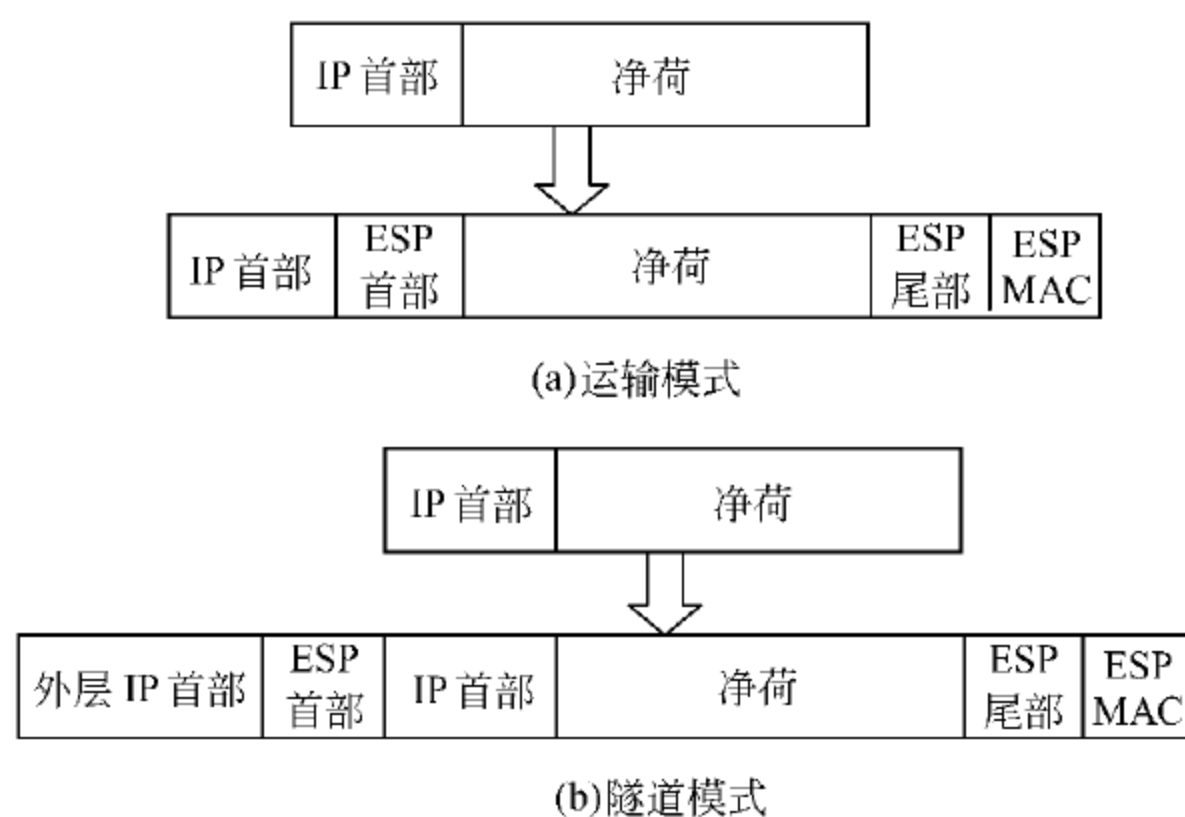 IP 首部 净荷
IP 首部 ESP 首部 净荷 ESP 尾部 ESP MAC
(a)运输模式
IP 首部 净荷
外层 IP 首部 ESP 首部 IP 首部 净荷 ESP 尾部 ESP MAC
(b)隧道模式